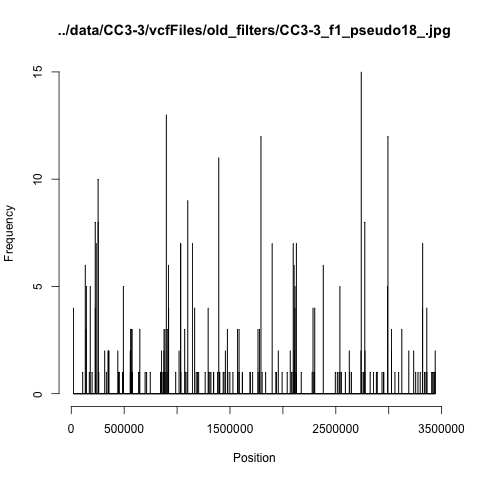 ../data/CC3-3/vcfFiles/old_filters/CC3-3_f1_pseudo18_.jpg
15
10
5
0
Frequency
0 500000 1500000 2500000 3500000
Position